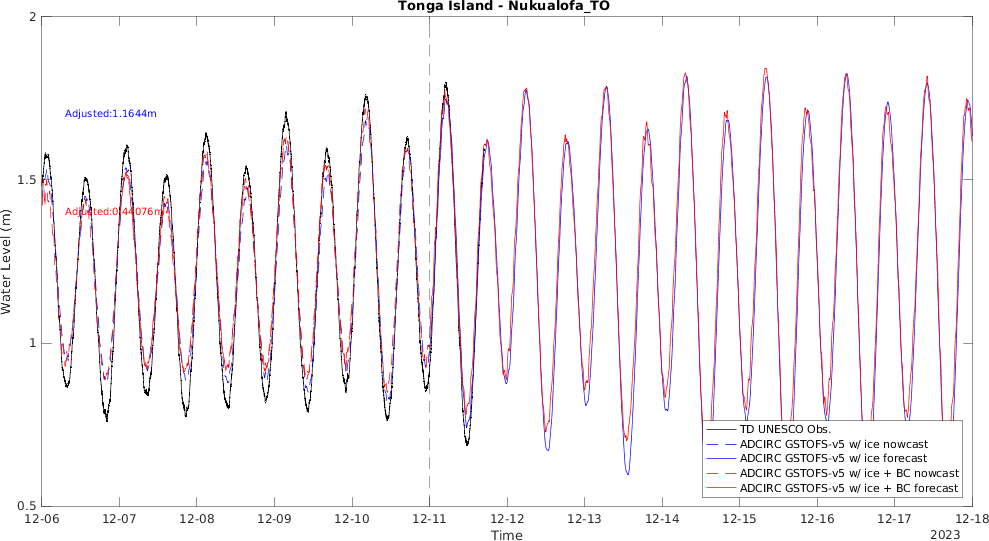 Tonga Island - Nukualofa_TO
2
1.5
1
0.5
Water Level (m)
Adjusted:1.1644m
Adjusted:0.44076m
TD UNESCO Obs.
ADCIRC GSTOFS-v5 w/ ice nowcast
ADCIRC GSTOFS-v5 w/ ice forecast
ADCIRC GSTOFS-v5 w/ ice + BC nowcast
ADCIRC GSTOFS-v5 w/ ice + BC forecast
12-06 12-07 12-08 12-09 12-10 12-11 12-12 12-13 12-14 12-15 12-16 12-17 12-18
Time
2023